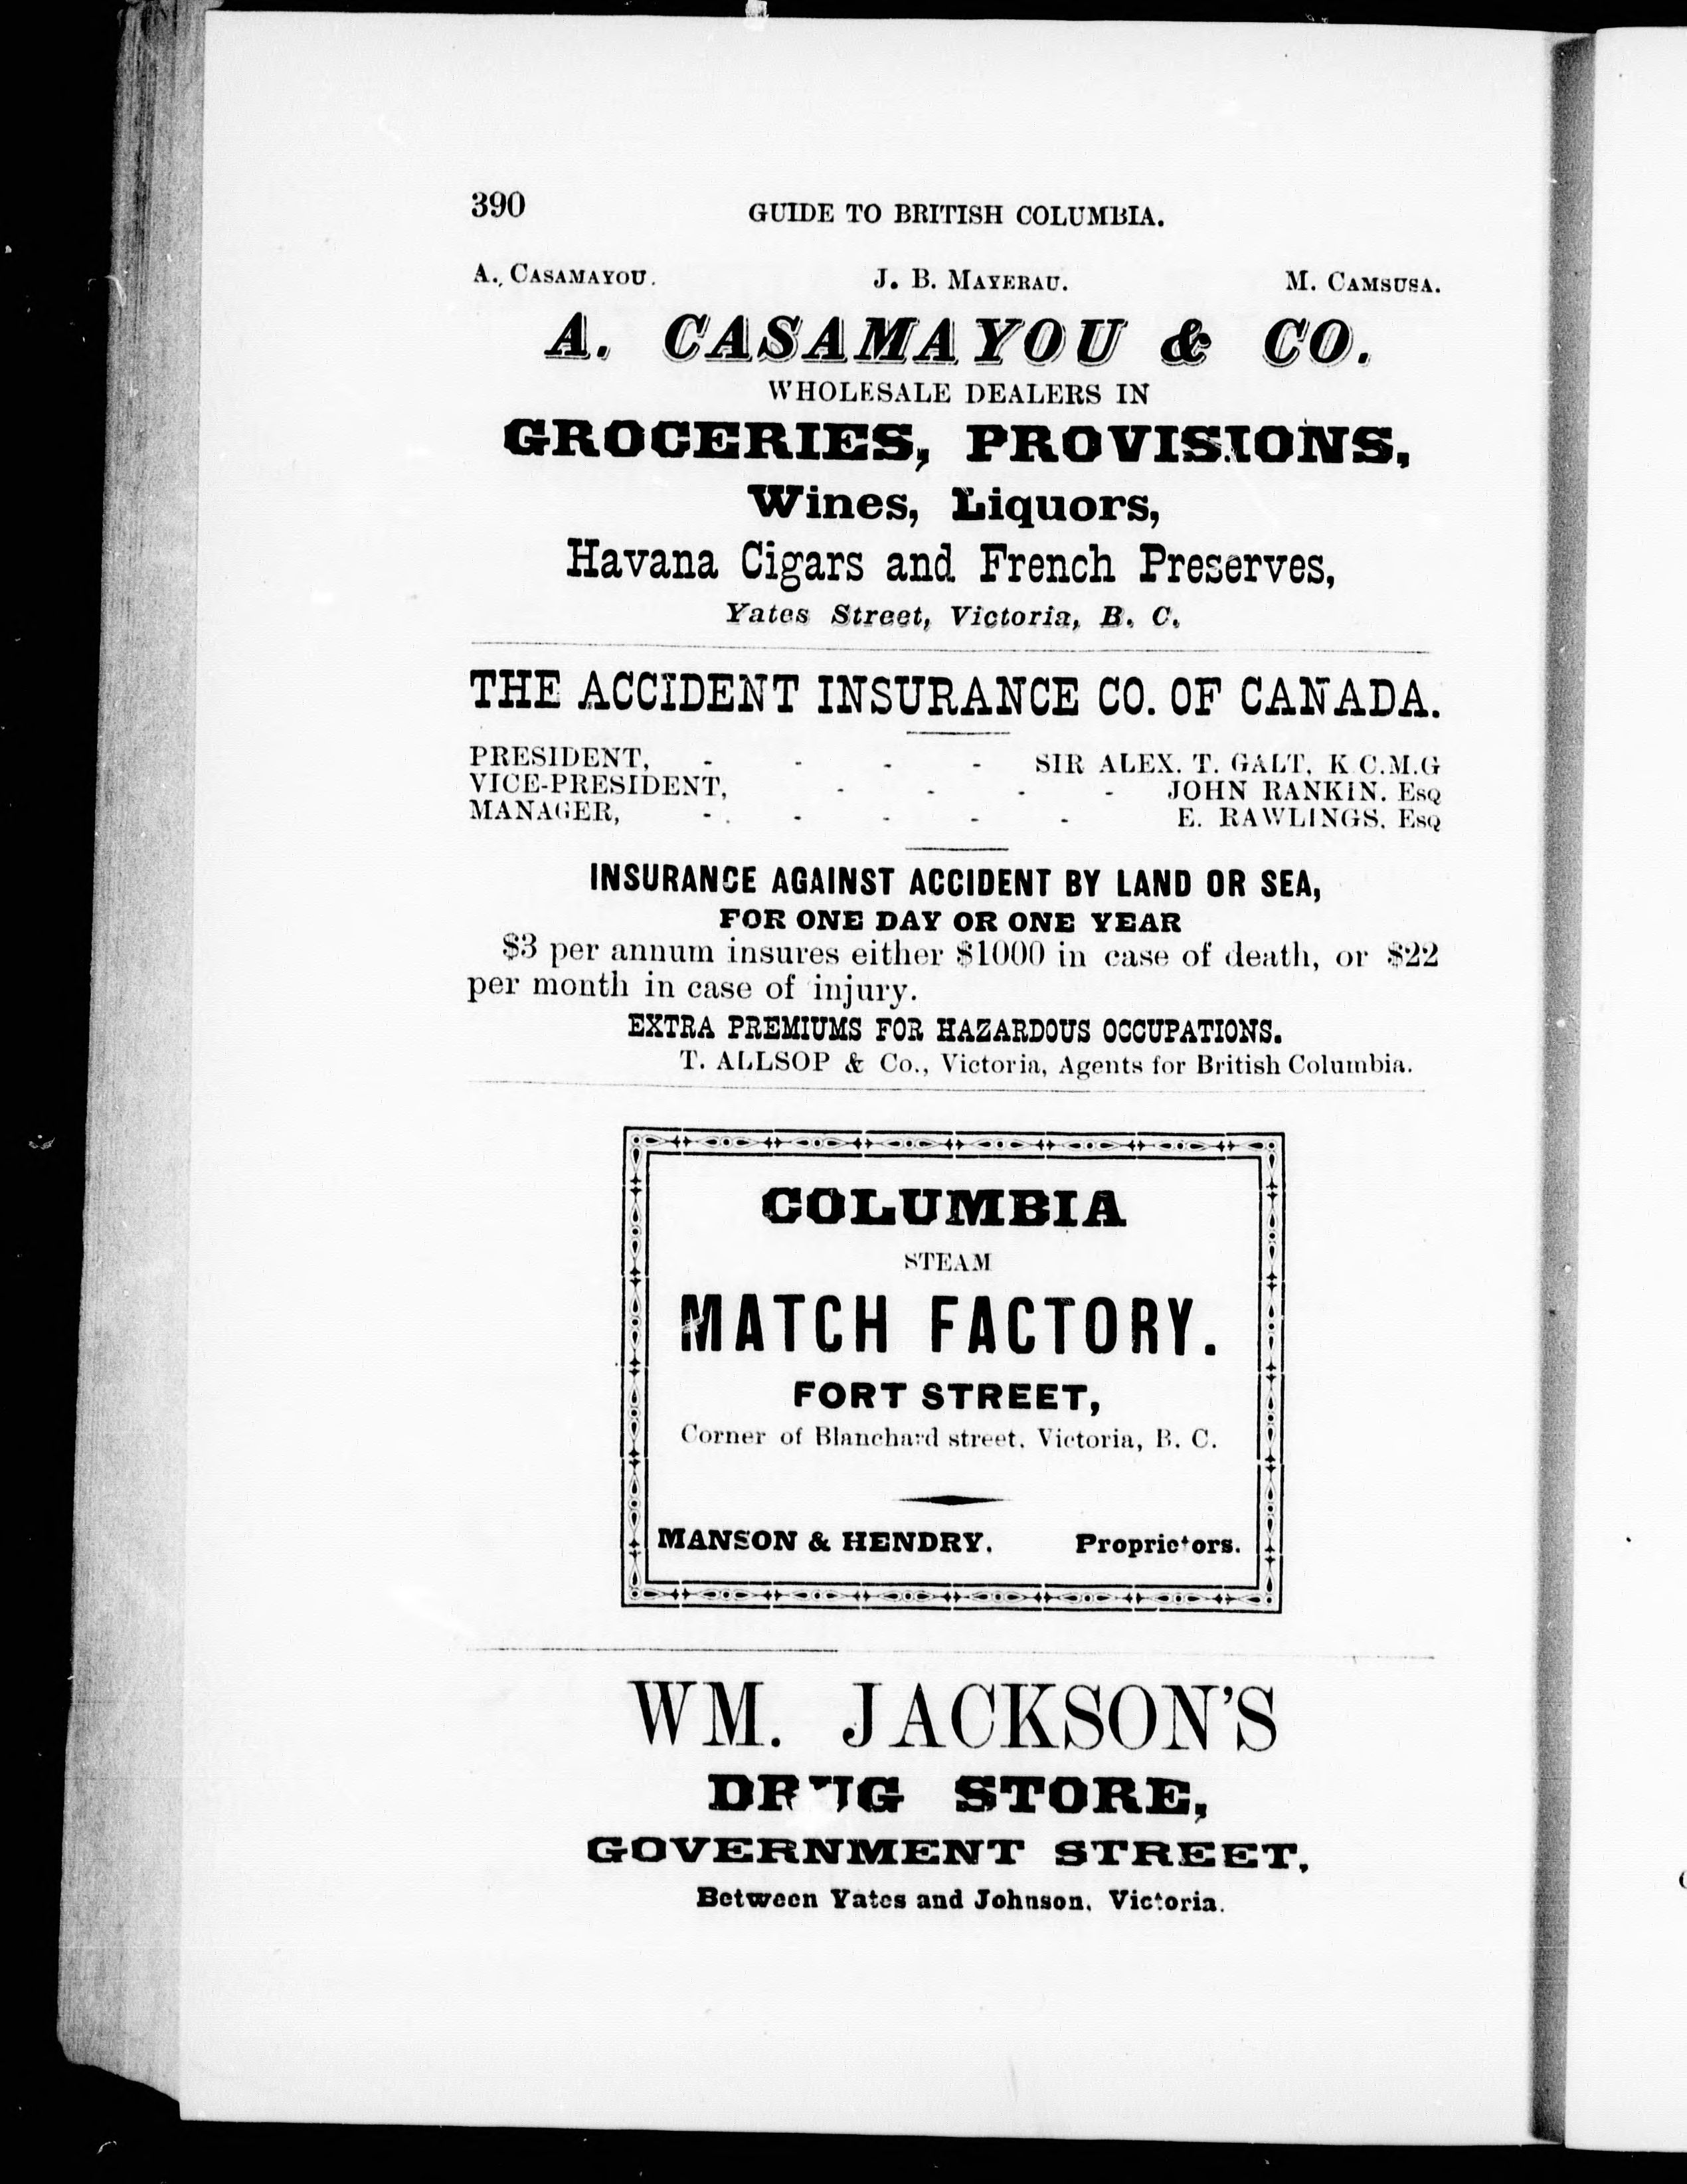 390
GUIDE TO BRITISH COLUMBIA.
A. CASAMAYOU. J. B. MAYERAU. M. CAMSUSA.
A. CASAMAYOU & CO.
WHOLESALE DEALERS IN
GROCERIES, PROVISIONS,
Wines, Liquors,
Havana Cigars and French Preserves,
Yates Street, Victoria, B. C.
THE ACCIDENT INSURANCE CO. OF CANADA.
PRESIDENT, - - - - SIR ALEX. T. GALT, K.C.M.G
VICE-PRESIDENT, - - - - JOHN RANKIN. ESQ
MANAGER, - - - - - E. RAWLINGS. ESQ
INSURANCE AGAINST ACCIDENT BY LAND OR SEA,
FOR ONE DAY OR ONE YEAR
$3 per annum insures either $1000 in case of death, or $22
per month in case of injury.
EXTRA PREMIUMS FOR HAZARDOUS OCCUPATIONS.
T. ALLSOP & Co., Victoria, Agents for British Columbia.
COLUMBIA
STEAM
MATCH FACTORY.
FORT STREET,
Corner of Blanchard street. Victoria, B. C.
MANSON & HENDRY. Proprietors.
WM. JACKSON'S
DRUG STORE,
GOVERNMENT STREET,
Between Yates and Johnson. Victoria.